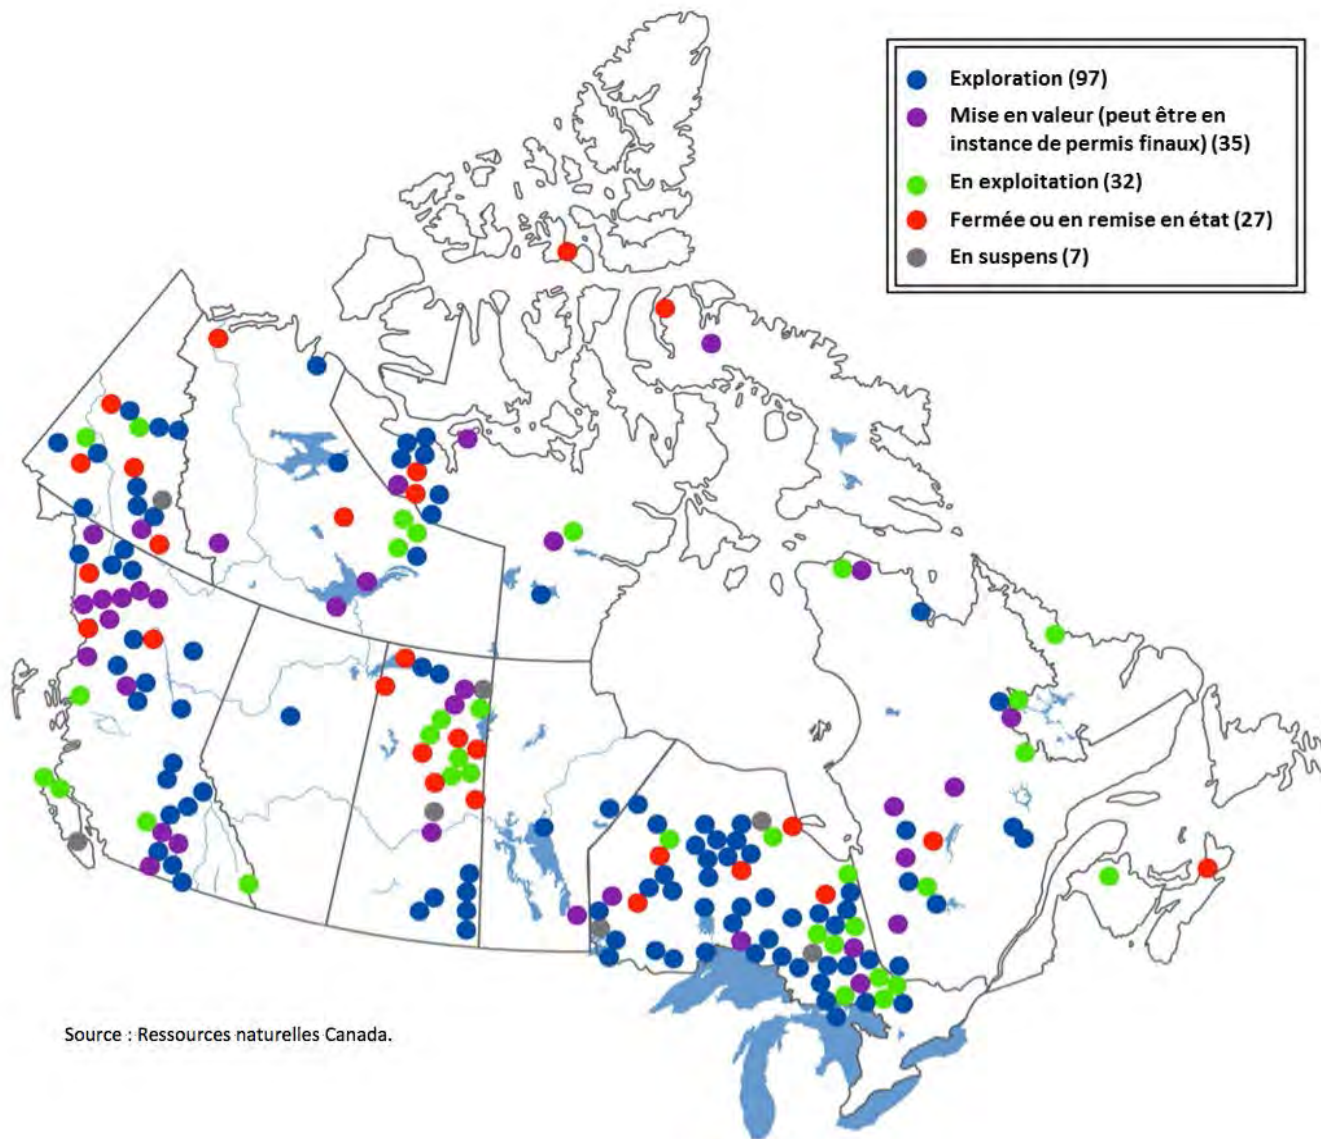 Exploration (97)
Mise en valeur (peut être en
instance de permis finaux) (35)
En exploitation (32)
Fermée ou en remise en état (27)
En suspens (7)
Source : Ressources naturelles Canada.